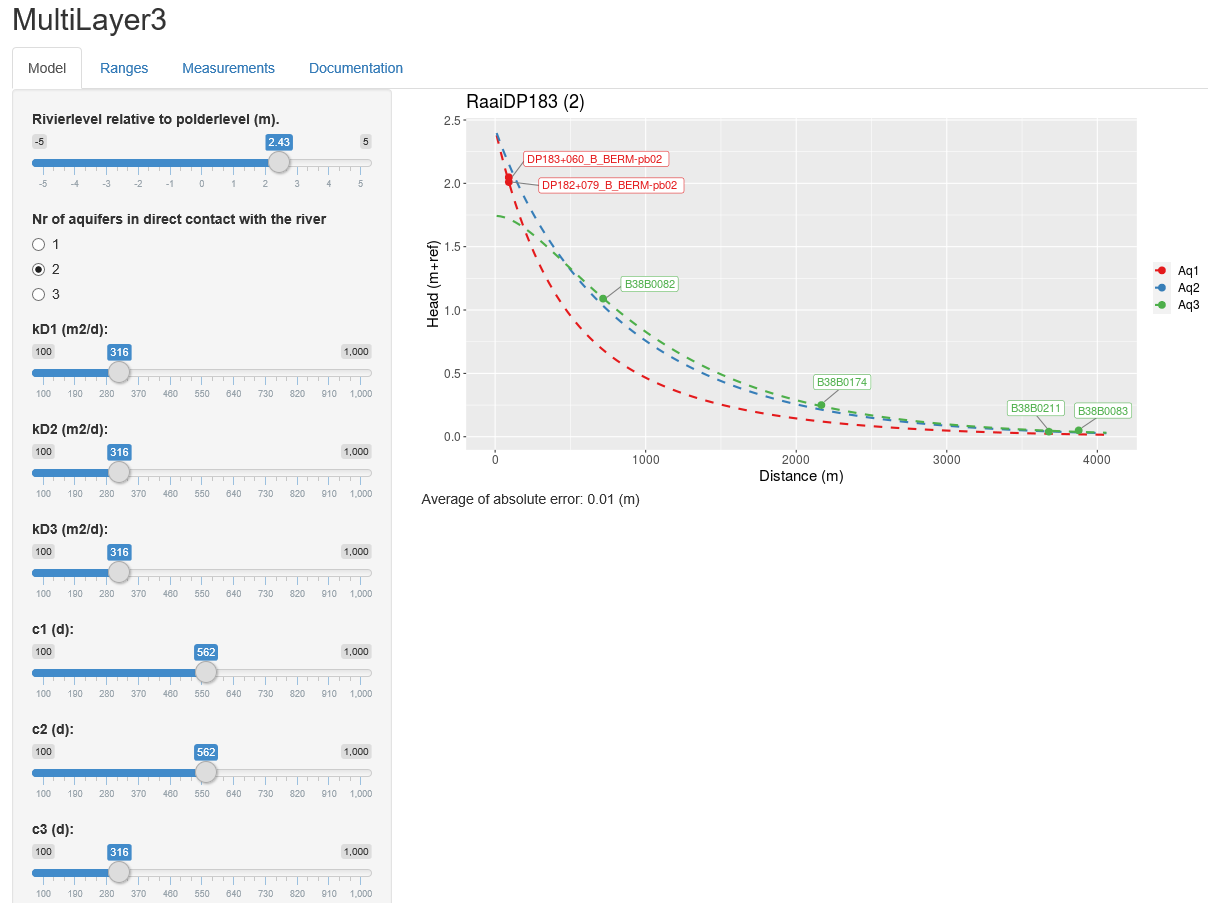 MultiLayer3
Model Ranges Measurements Documentation
Rivierlevel relative to polderlevel (m).
-5 2.43 5
-5 -4 -3 -2 -1 0 1 2 3 4 5
Nr of aquifers in direct contact with the river
1
2
3
kD1 (m2/d):
100 316 1,000
100 190 280 370 460 550 640 730 820 910 1,000
kD2 (m2/d):
100 316 1,000
100 190 280 370 460 550 640 730 820 910 1,000
kD3 (m2/d):
100 316 1,000
100 190 280 370 460 550 640 730 820 910 1,000
c1 (d):
100 562 1,000
100 190 280 370 460 550 640 730 820 910 1,000
c2 (d):
100 562 1,000
100 190 280 370 460 550 640 730 820 910 1,000
c3 (d):
100 316 1,000
100 190 280 370 460 550 640 730 820 910 1,000
RaaiDP183 (2)
Head (m+ref)
2.5
2.0
1.5
1.0
0.5
0.0
DP183+060_B_BERM-pb02
DP182+079_B_BERM-pb02
B38B0082
B38B0174
B38B0211
B38B0083
0 1000 2000 3000 4000
Distance (m)
Aq1
Aq2
Aq3
Average of absolute error: 0.01 (m)